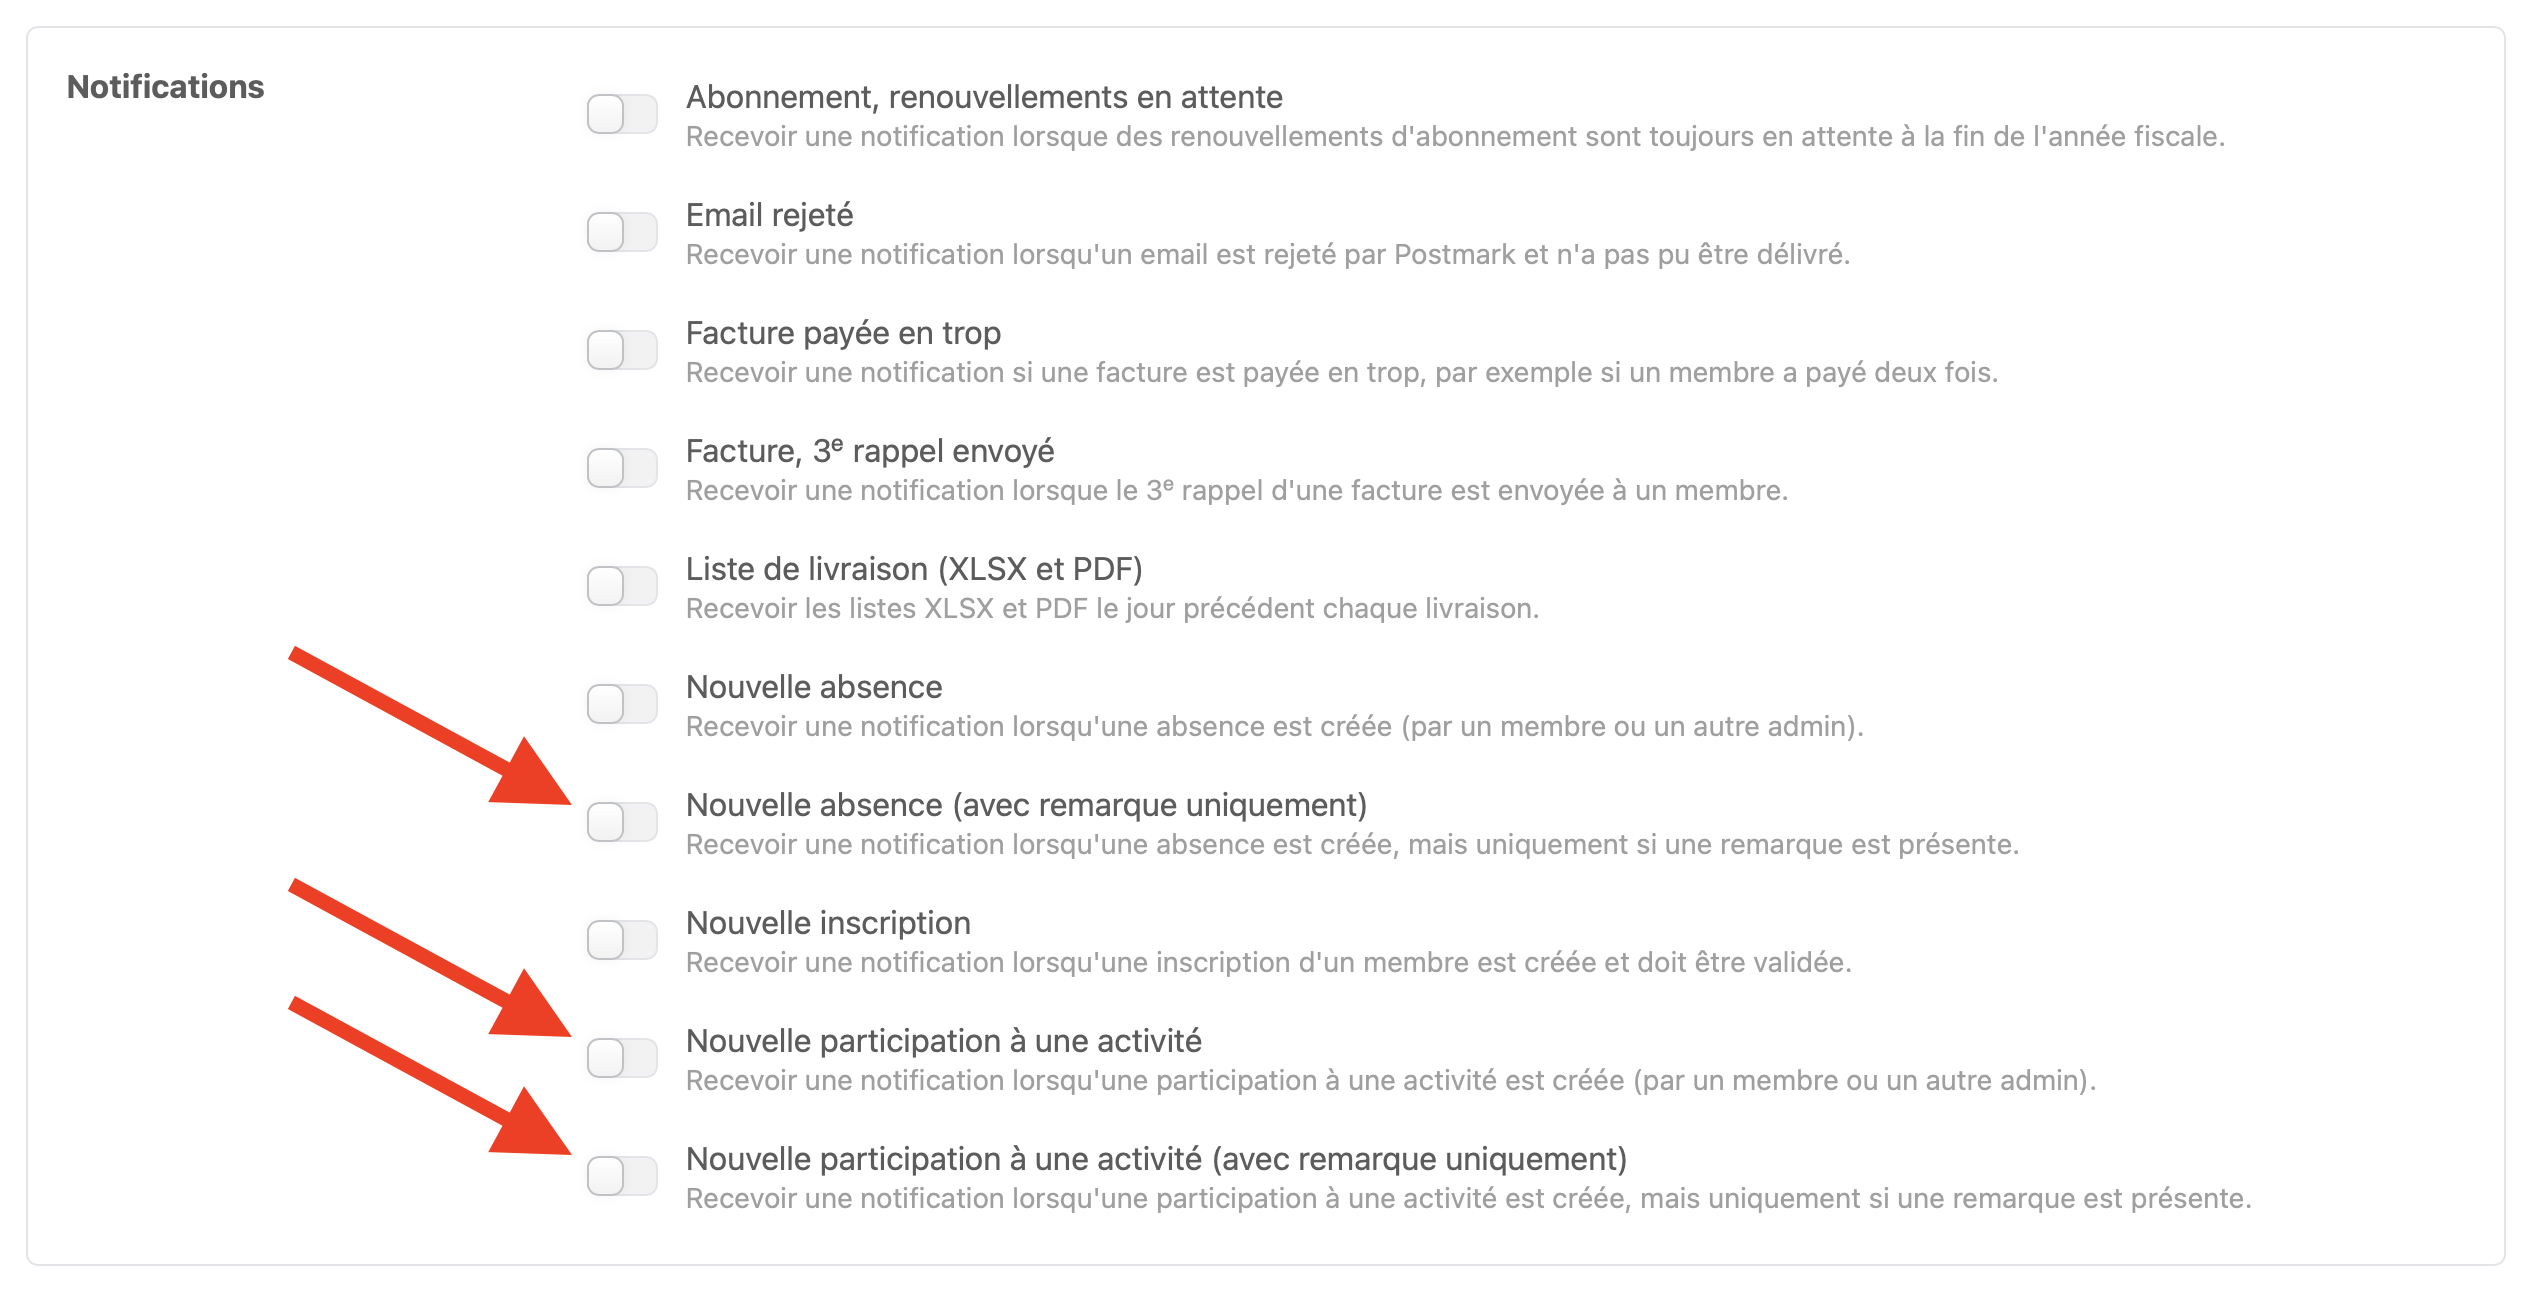 Notifications
Abonnement, renouvellements en attente
Recevoir une notification lorsque des renouvellements d'abonnement sont toujours en attente à la fin de l'année fiscale.
Email rejeté
Recevoir une notification lorsqu'un email est rejeté par Postmark et n'a pas pu être délivré.
Facture payée en trop
Recevoir une notification si une facture est payée en trop, par exemple si un membre a payé deux fois.
Facture, 3ᵉ rappel envoyé
Recevoir une notification lorsque le 3ᵉ rappel d'une facture est envoyée à un membre.
Liste de livraison (XLSX et PDF)
Recevoir les listes XLSX et PDF le jour précédent chaque livraison.
Nouvelle absence
Recevoir une notification lorsqu'une absence est créée (par un membre ou un autre admin).
Nouvelle absence (avec remarque uniquement)
Recevoir une notification lorsqu'une absence est créée, mais uniquement si une remarque est présente.
Nouvelle inscription
Recevoir une notification lorsqu'une inscription d'un membre est créée et doit être validée.
Nouvelle participation à une activité
Recevoir une notification lorsqu'une participation à une activité est créée (par un membre ou un autre admin).
Nouvelle participation à une activité (avec remarque uniquement)
Recevoir une notification lorsqu'une participation à une activité est créée, mais uniquement si une remarque est présente.